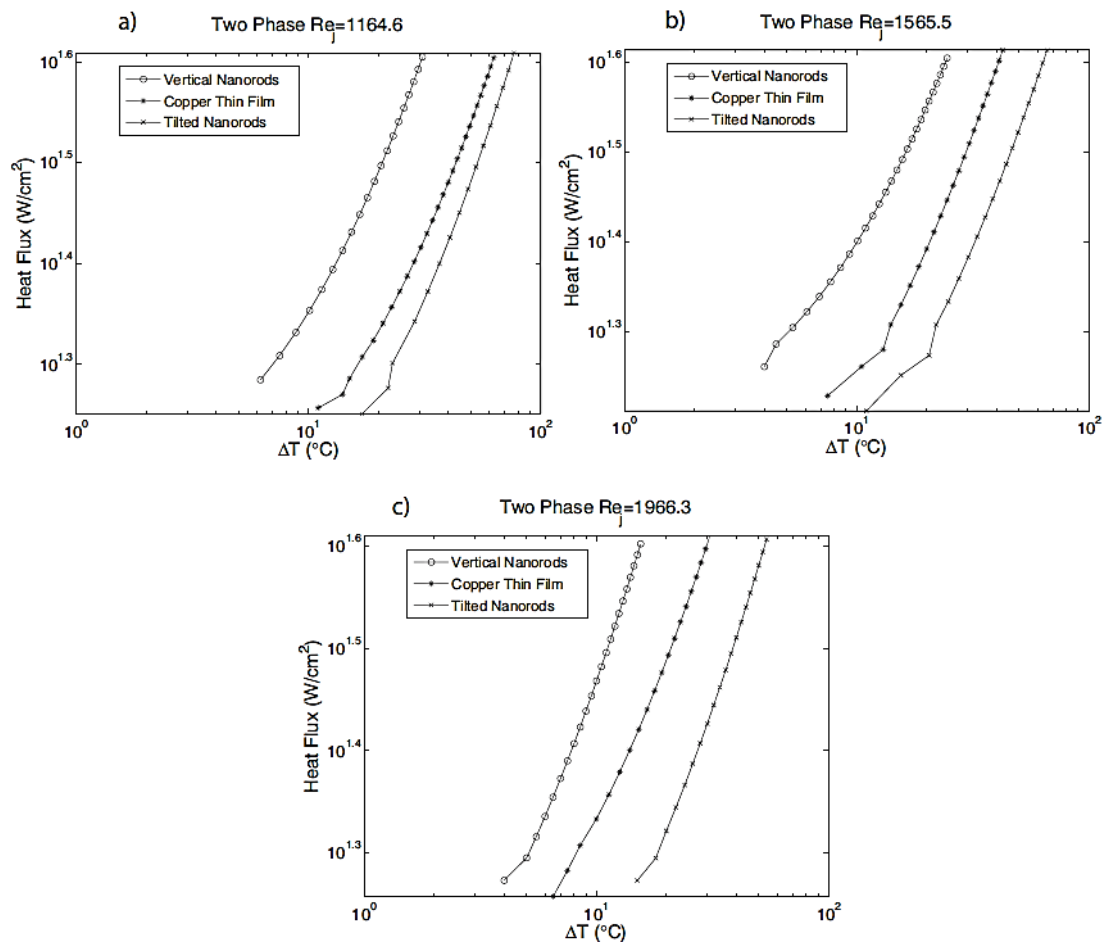 a) Two Phase Re_j=1164.6
Heat Flux (W/cm²)
10^1.6
10^1.5
10^1.4
10^1.3
Vertical Nanorods
Copper Thin Film
Tilted Nanorods
10^0 10^1 10^2
ΔT (°C)
b) Two Phase Re_j=1565.5
Heat Flux (W/cm²)
10^1.6
10^1.5
10^1.4
10^1.3
Vertical Nanorods
Copper Thin Film
Tilted Nanorods
10^0 10^1 10^2
ΔT (°C)
c) Two Phase Re_j=1966.3
Heat Flux (W/cm²)
10^1.6
10^1.5
10^1.4
10^1.3
Vertical Nanorods
Copper Thin Film
Tilted Nanorods
10^0 10^1 10^2
ΔT (°C)